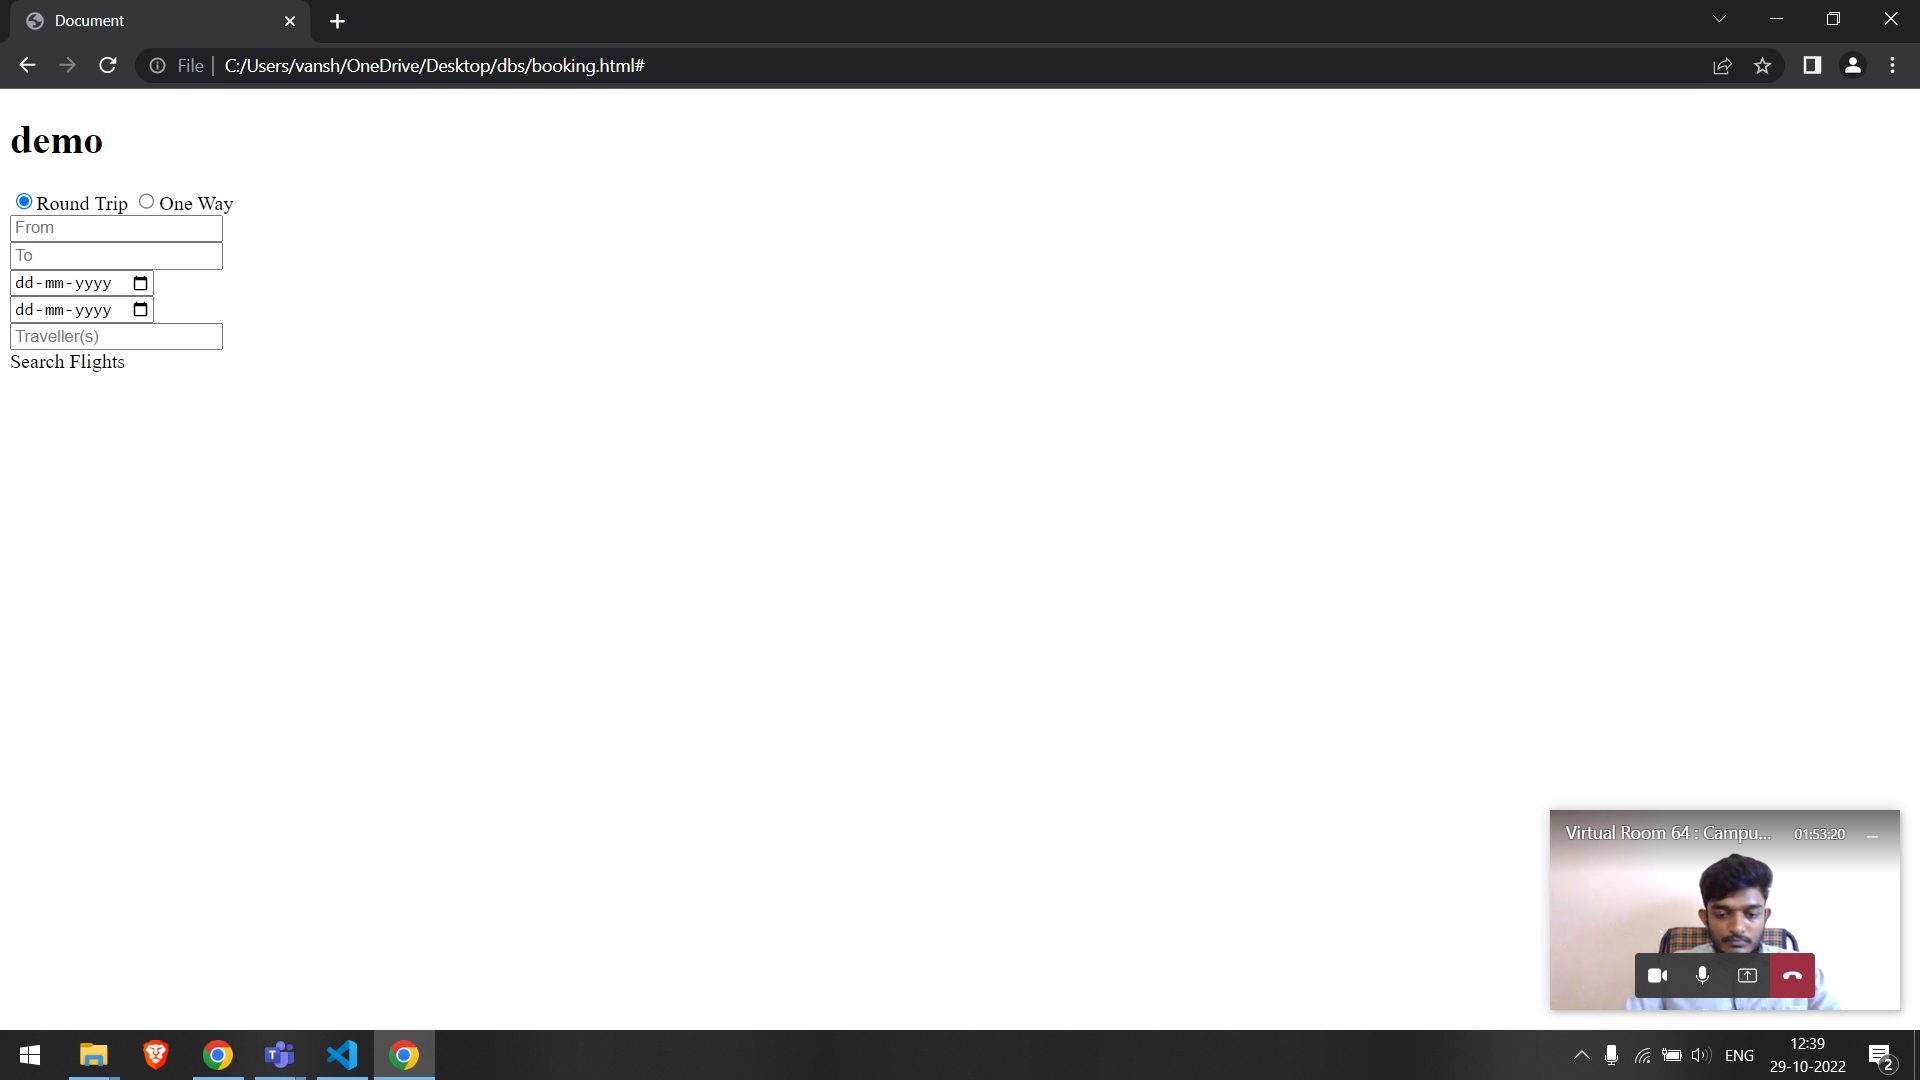 Document
File
C:/Users/vansh/OneDrive/Desktop/dbs/booking.html#
demo
Round Trip One Way
From
To
dd-mm-yyyy
dd-mm-yyyy
Traveller(s)
Search Flights
Virtual Room 64 : Campu... 01:53:20
ENG
12:39
29-10-2022
2